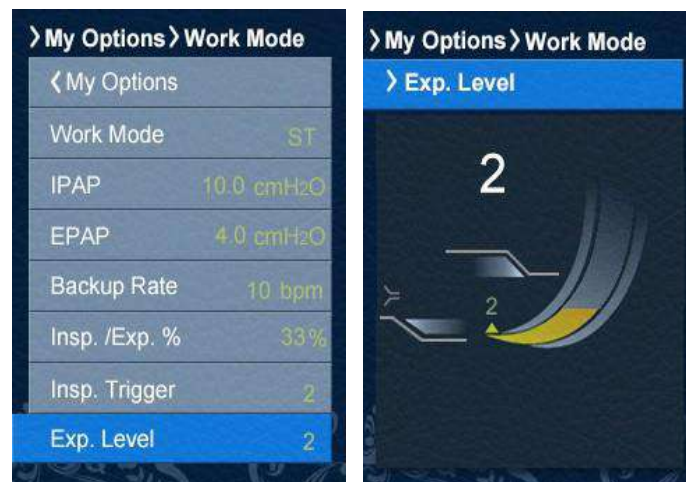 〉My Options〉Work Mode
〈My Options
Work Mode ST
IPAP 10.0 cmH2O
EPAP 4.0 cmH2O
Backup Rate 10 bpm
Insp. /Exp. % 33%
Insp. Trigger 2
Exp. Level 2
〉My Options〉Work Mode
〉Exp. Level
2
2